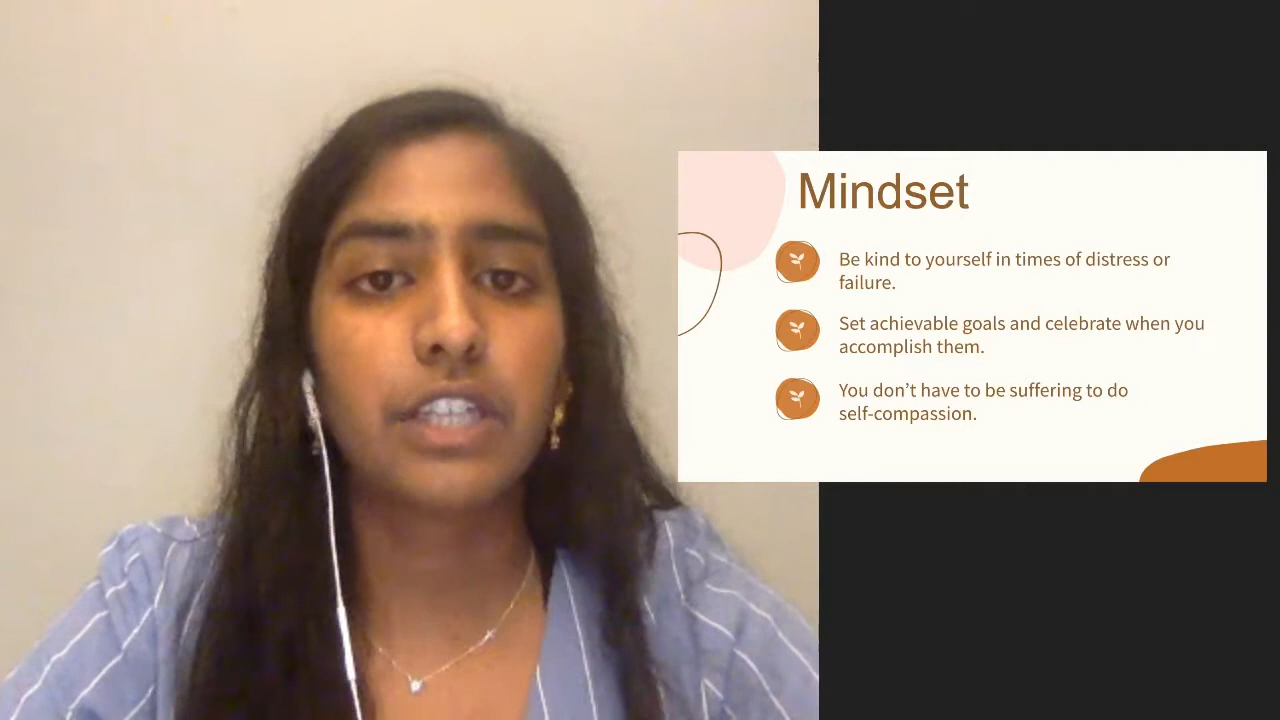 Mindset
Be kind to yourself in times of distress or
failure.
Set achievable goals and celebrate when you
accomplish them.
You don’t have to be suffering to do
self-compassion.